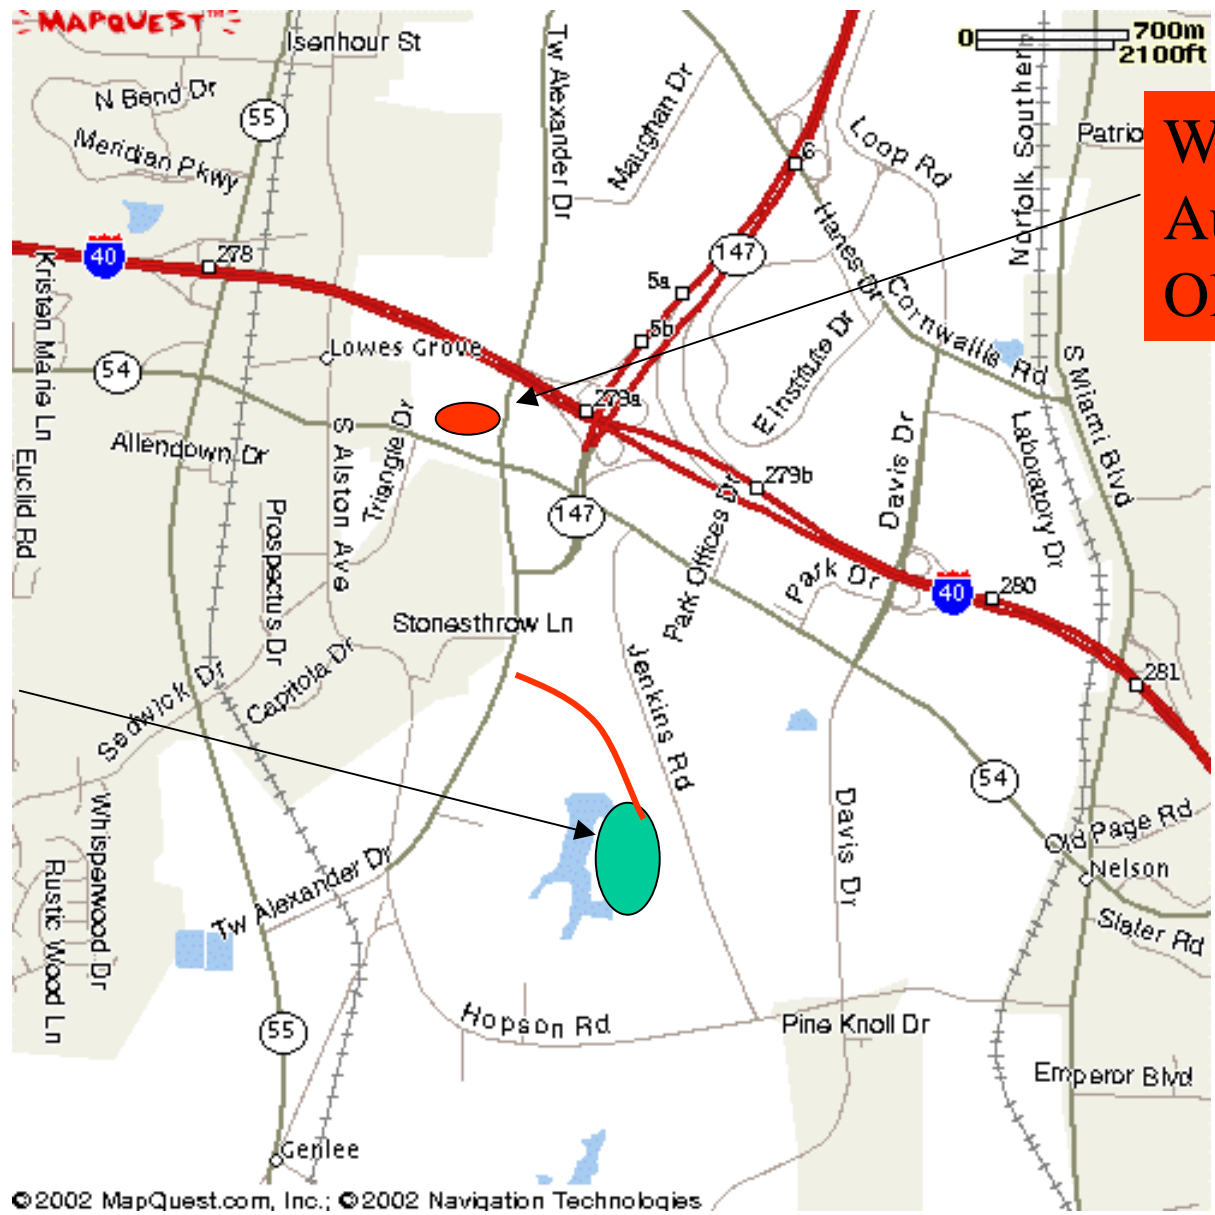 MAPQUEST™
Isenhour St
0 700m
2100ft
N Bend Dr
55
Tw Alexander Dr
Maughan Dr
Norfolk Southern
Meridian Pkwy
6
Loop Rd
Patrio
W
40
278
147
Hanes Dr
5a
5b
Cornwallis Rd
Kristen Marie Ln
Lowes Grove
54
E Institute Dr
S Miami Blvd
279a
S Alston Ave
Triangle Dr
Allendown Dr
Laboratory Dr
Euclid Rd
Davis Dr
279b
147
Prospectus Dr
Park Offices Dr
Park Dr
40
280
Stonesthrow Ln
Jenkins Rd
Sedwick Dr
Capitola Dr
281
54
Whisperwood Dr
Davis Dr
Old Page Rd
Rustic Wood Ln
Tw Alexander Dr
Nelson
Slater Rd
55
Hopson Rd
Pine Knoll Dr
Emperor Blvd
Genlee
©2002 MapQuest.com, Inc.; ©2002 Navigation Technologies